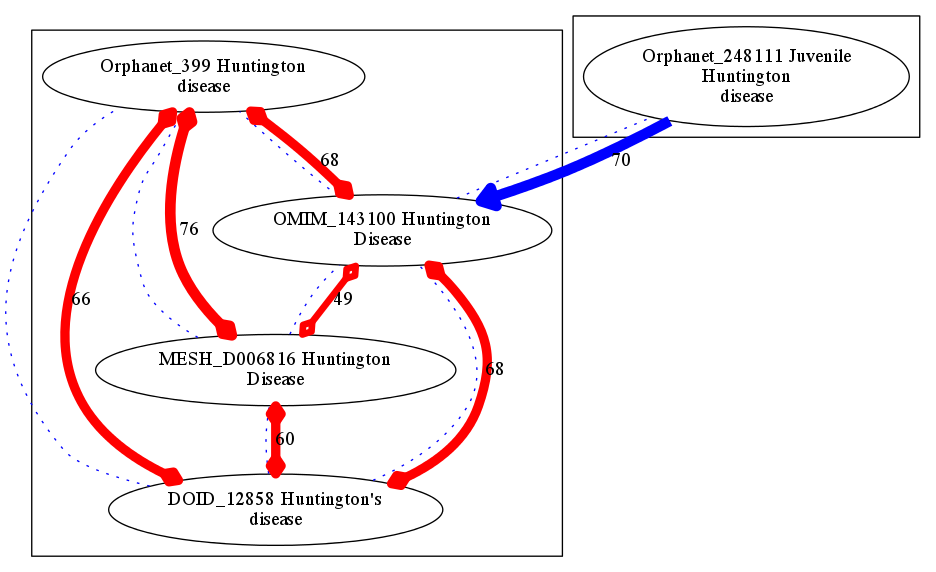 Orphanet_399 Huntington
disease
Orphanet_248111 Juvenile
Huntington
disease
68
70
OMIM_143100 Huntington
Disease
76
66
49
MESH_D006816 Huntington
Disease
68
60
DOID_12858 Huntington's
disease